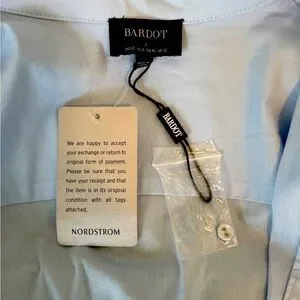 BARDOT
BARDOT
We are happy to accept
your exchange or return to
original form of payment.
Please be sure that you
have your receipt and that
the item is in its original
condition with all tags
attached.
NORDSTROM